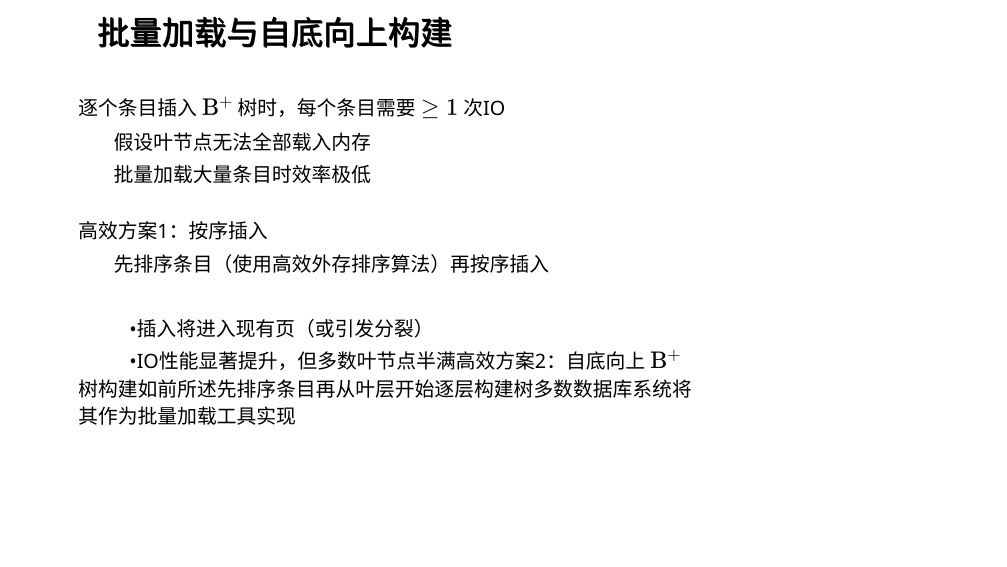 批量加载与自底向上构建
逐个条目插入 B⁺ 树时，每个条目需要 ≥ 1 次IO
假设叶节点无法全部载入内存
批量加载大量条目时效率极低
高效方案1：按序插入
先排序条目（使用高效外存排序算法）再按序插入
•插入将进入现有页（或引发分裂）
•IO性能显著提升，但多数叶节点半满高效方案2：自底向上 B⁺
树构建如前所述先排序条目再从叶层开始逐层构建树多数数据库系统将
其作为批量加载工具实现